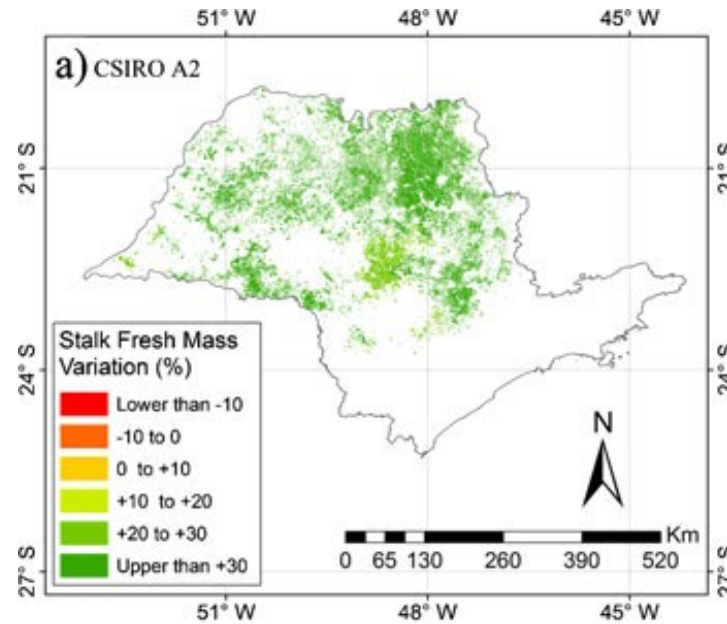 51° W 48° W 45° W
a) CSIRO A2
21° S 21° S
24° S 24° S
27° S 27° S
Stalk Fresh Mass
Variation (%)
Lower than -10
-10 to 0
0 to +10
+10 to +20
+20 to +30
Upper than +30
N
Km
0 65 130 260 390 520
51° W 48° W 45° W